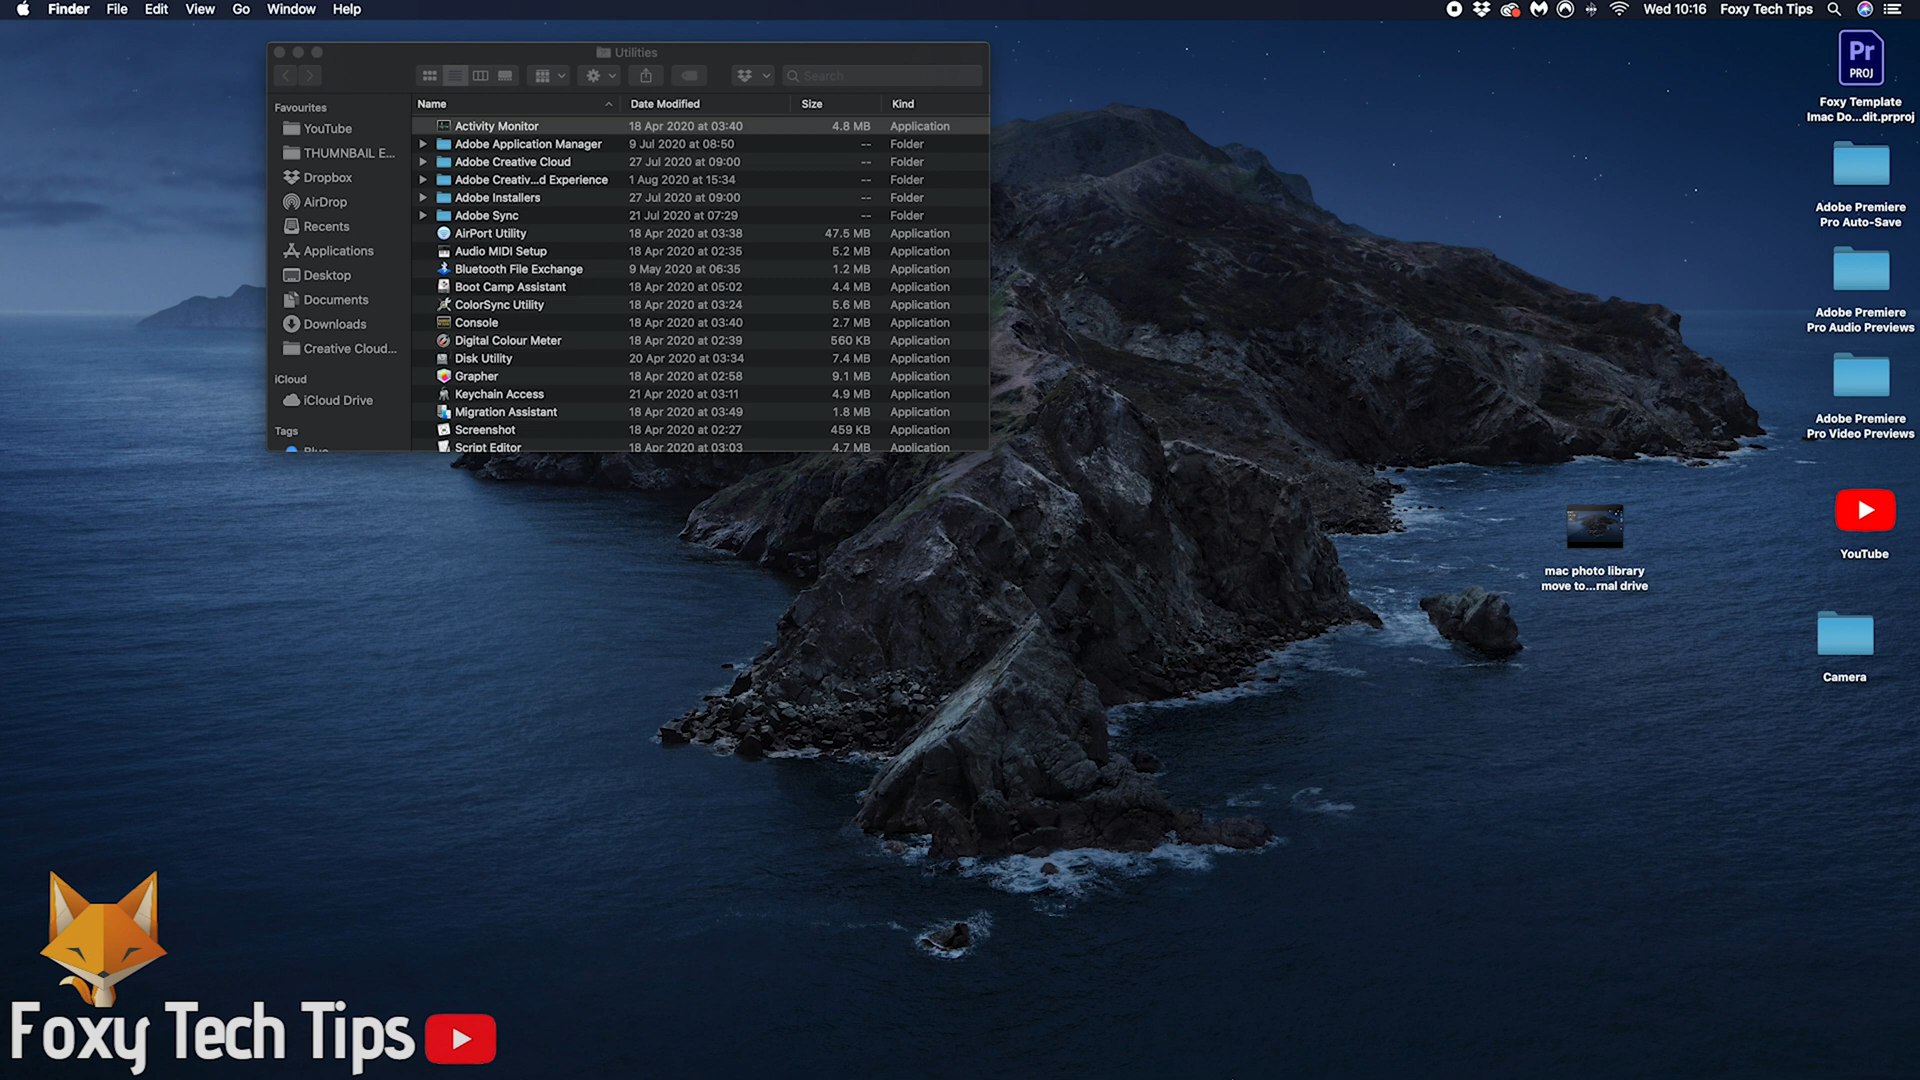 Finder File Edit View Go Window Help
Wed 10:16 Foxy Tech Tips
Utilities
Search
Favourites
YouTube
THUMNBAIL E...
Dropbox
AirDrop
Recents
Applications
Desktop
Documents
Downloads
Creative Cloud...
iCloud
iCloud Drive
Tags
Blue
Name Date Modified Size Kind
Activity Monitor 18 Apr 2020 at 03:40 4.8 MB Application
Adobe Application Manager 9 Jul 2020 at 08:50 -- Folder
Adobe Creative Cloud 27 Jul 2020 at 09:00 -- Folder
Adobe Creativ...d Experience 1 Aug 2020 at 15:34 -- Folder
Adobe Installers 27 Jul 2020 at 09:00 -- Folder
Adobe Sync 21 Jul 2020 at 07:29 -- Folder
AirPort Utility 18 Apr 2020 at 03:38 47.5 MB Application
Audio MIDI Setup 18 Apr 2020 at 02:35 5.2 MB Application
Bluetooth File Exchange 9 May 2020 at 06:35 1.2 MB Application
Boot Camp Assistant 18 Apr 2020 at 05:02 4.4 MB Application
ColorSync Utility 18 Apr 2020 at 03:24 5.6 MB Application
Console 18 Apr 2020 at 03:40 2.7 MB Application
Digital Colour Meter 18 Apr 2020 at 02:39 560 KB Application
Disk Utility 20 Apr 2020 at 03:34 7.4 MB Application
Grapher 18 Apr 2020 at 02:58 9.1 MB Application
Keychain Access 21 Apr 2020 at 03:11 4.9 MB Application
Migration Assistant 18 Apr 2020 at 03:49 1.8 MB Application
Screenshot 18 Apr 2020 at 02:27 459 KB Application
Script Editor 18 Apr 2020 at 03:03 4.7 MB Application
Pr
PROJ
Foxy Template
Imac Do...dit.prproj
Adobe Premiere
Pro Auto-Save
Adobe Premiere
Pro Audio Previews
Adobe Premiere
Pro Video Previews
YouTube
mac photo library
move to...rnal drive
Camera
Foxy Tech Tips